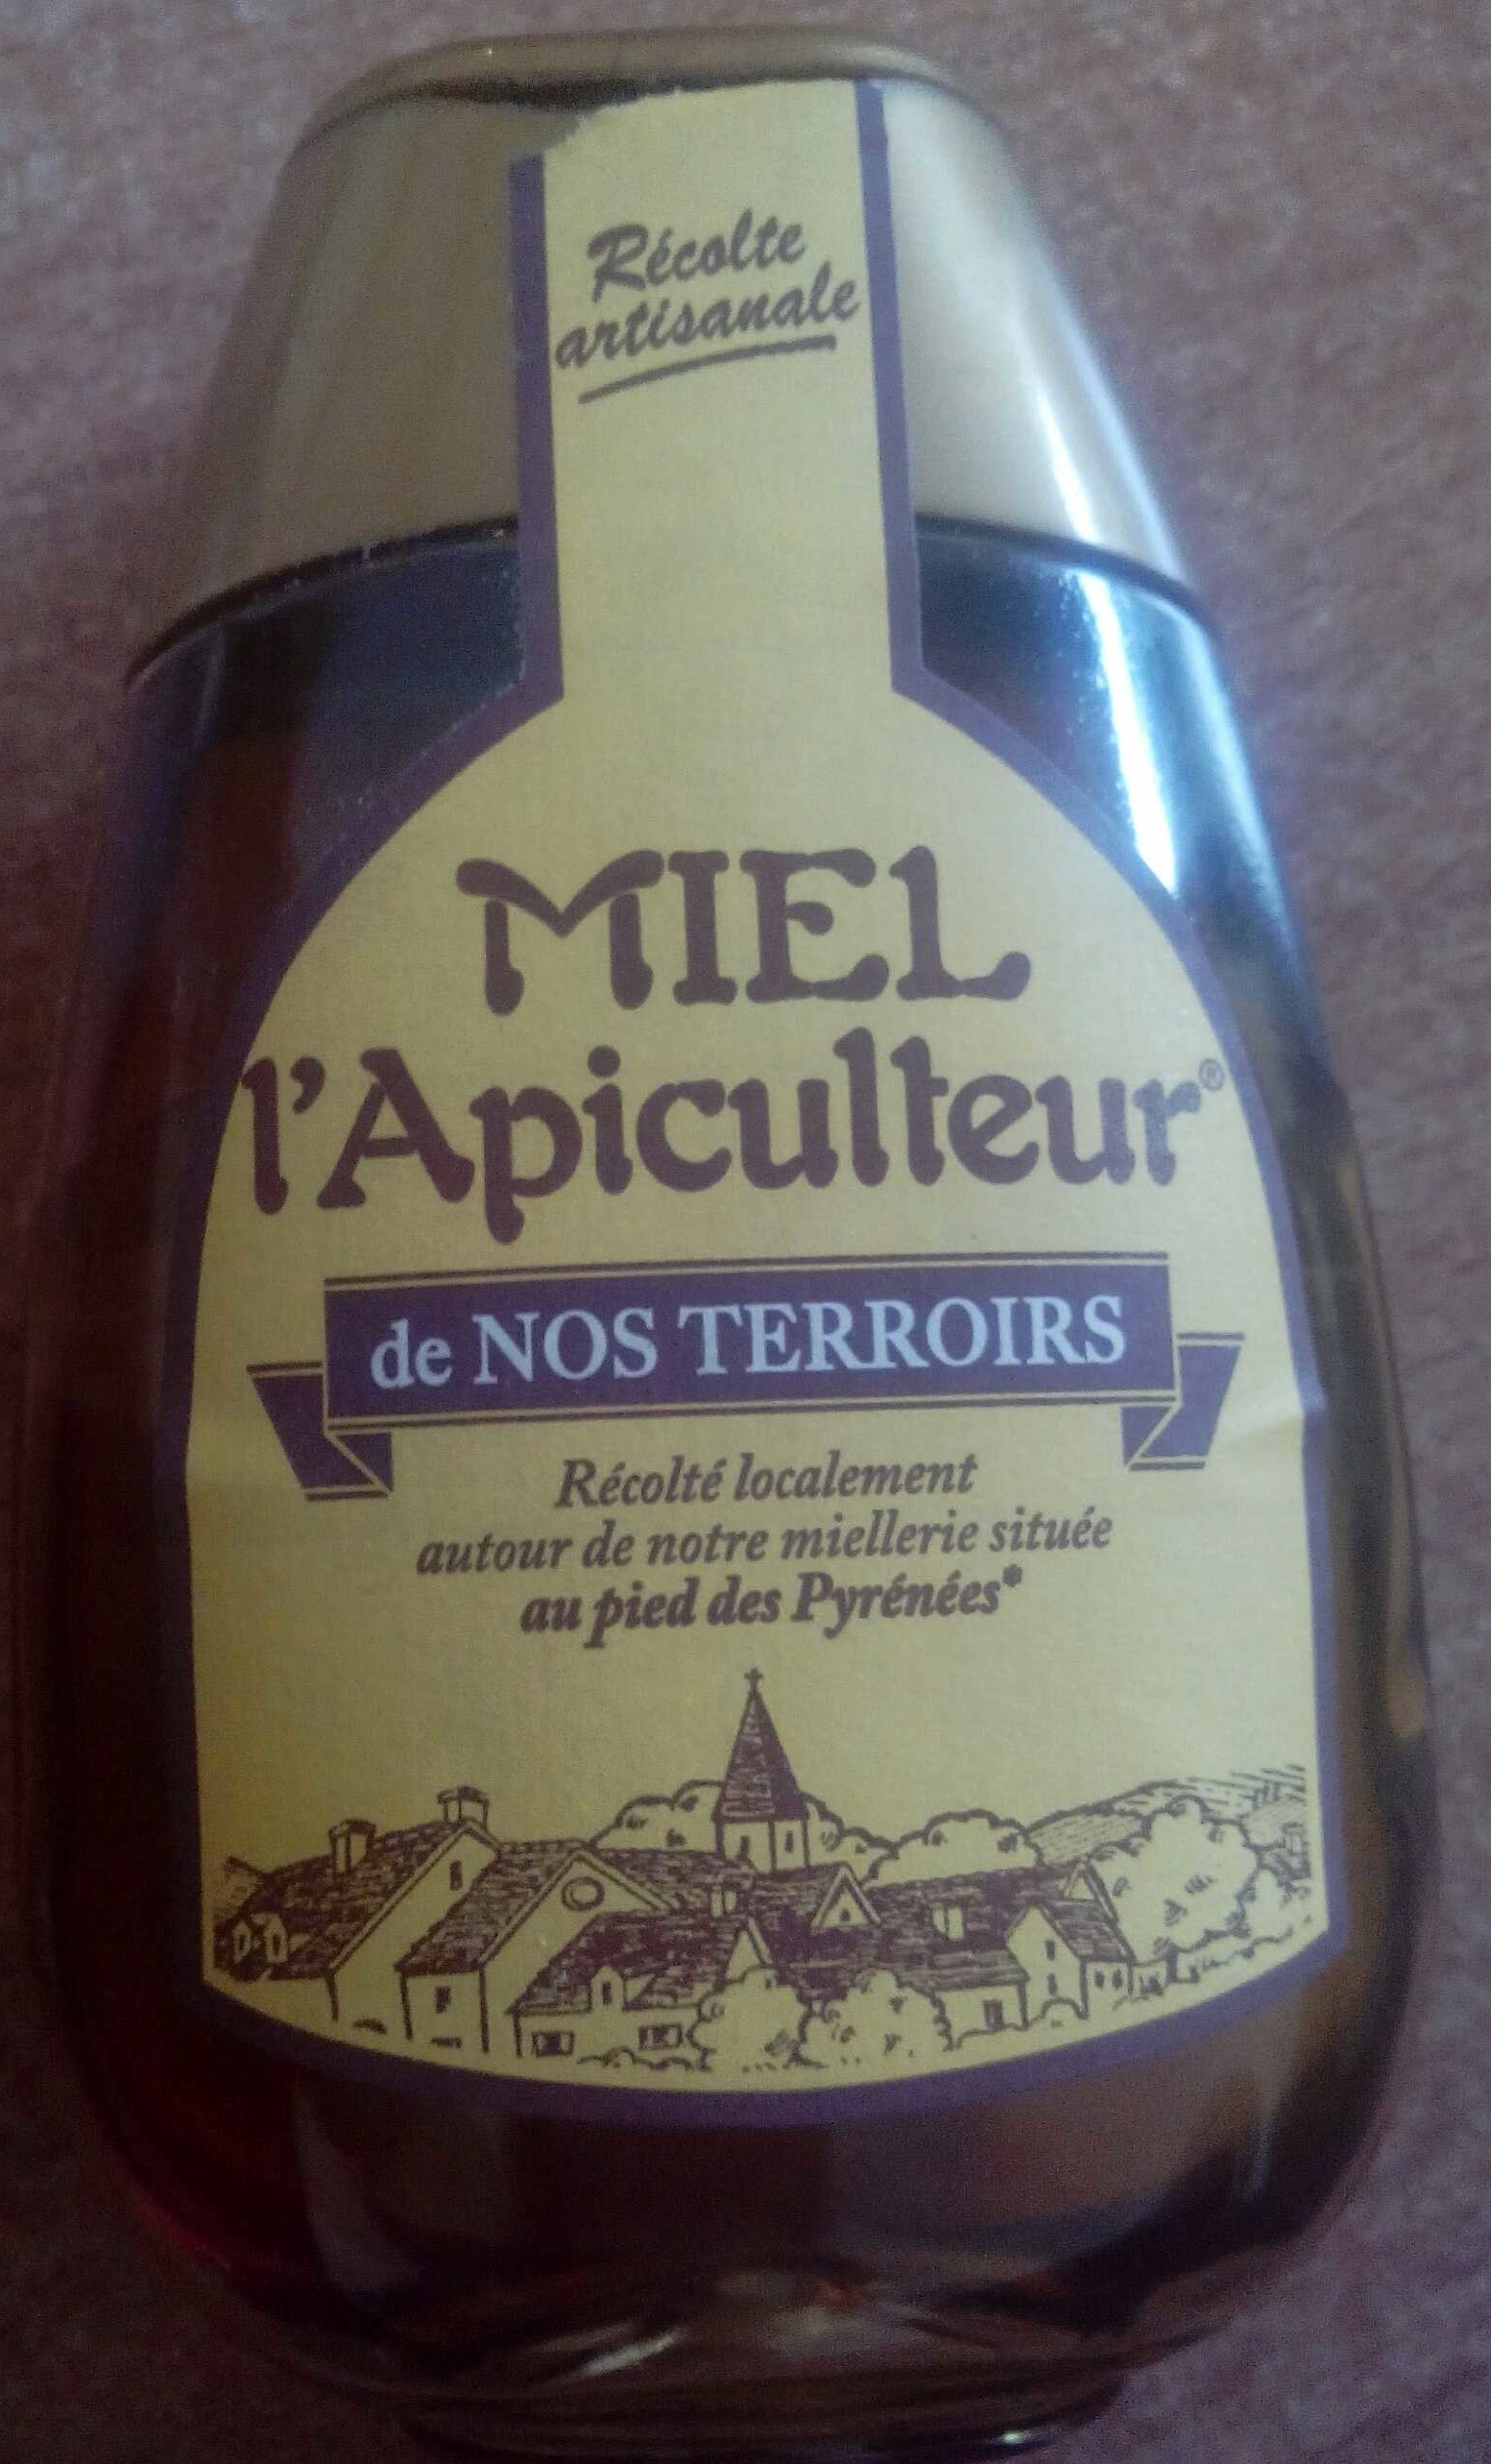 Récolte
artisanale
MIEL
l'Apiculteur®
de NOS TERROIRS
Récolté localement
autour de notre miellerie située
au pied des Pyrénées*